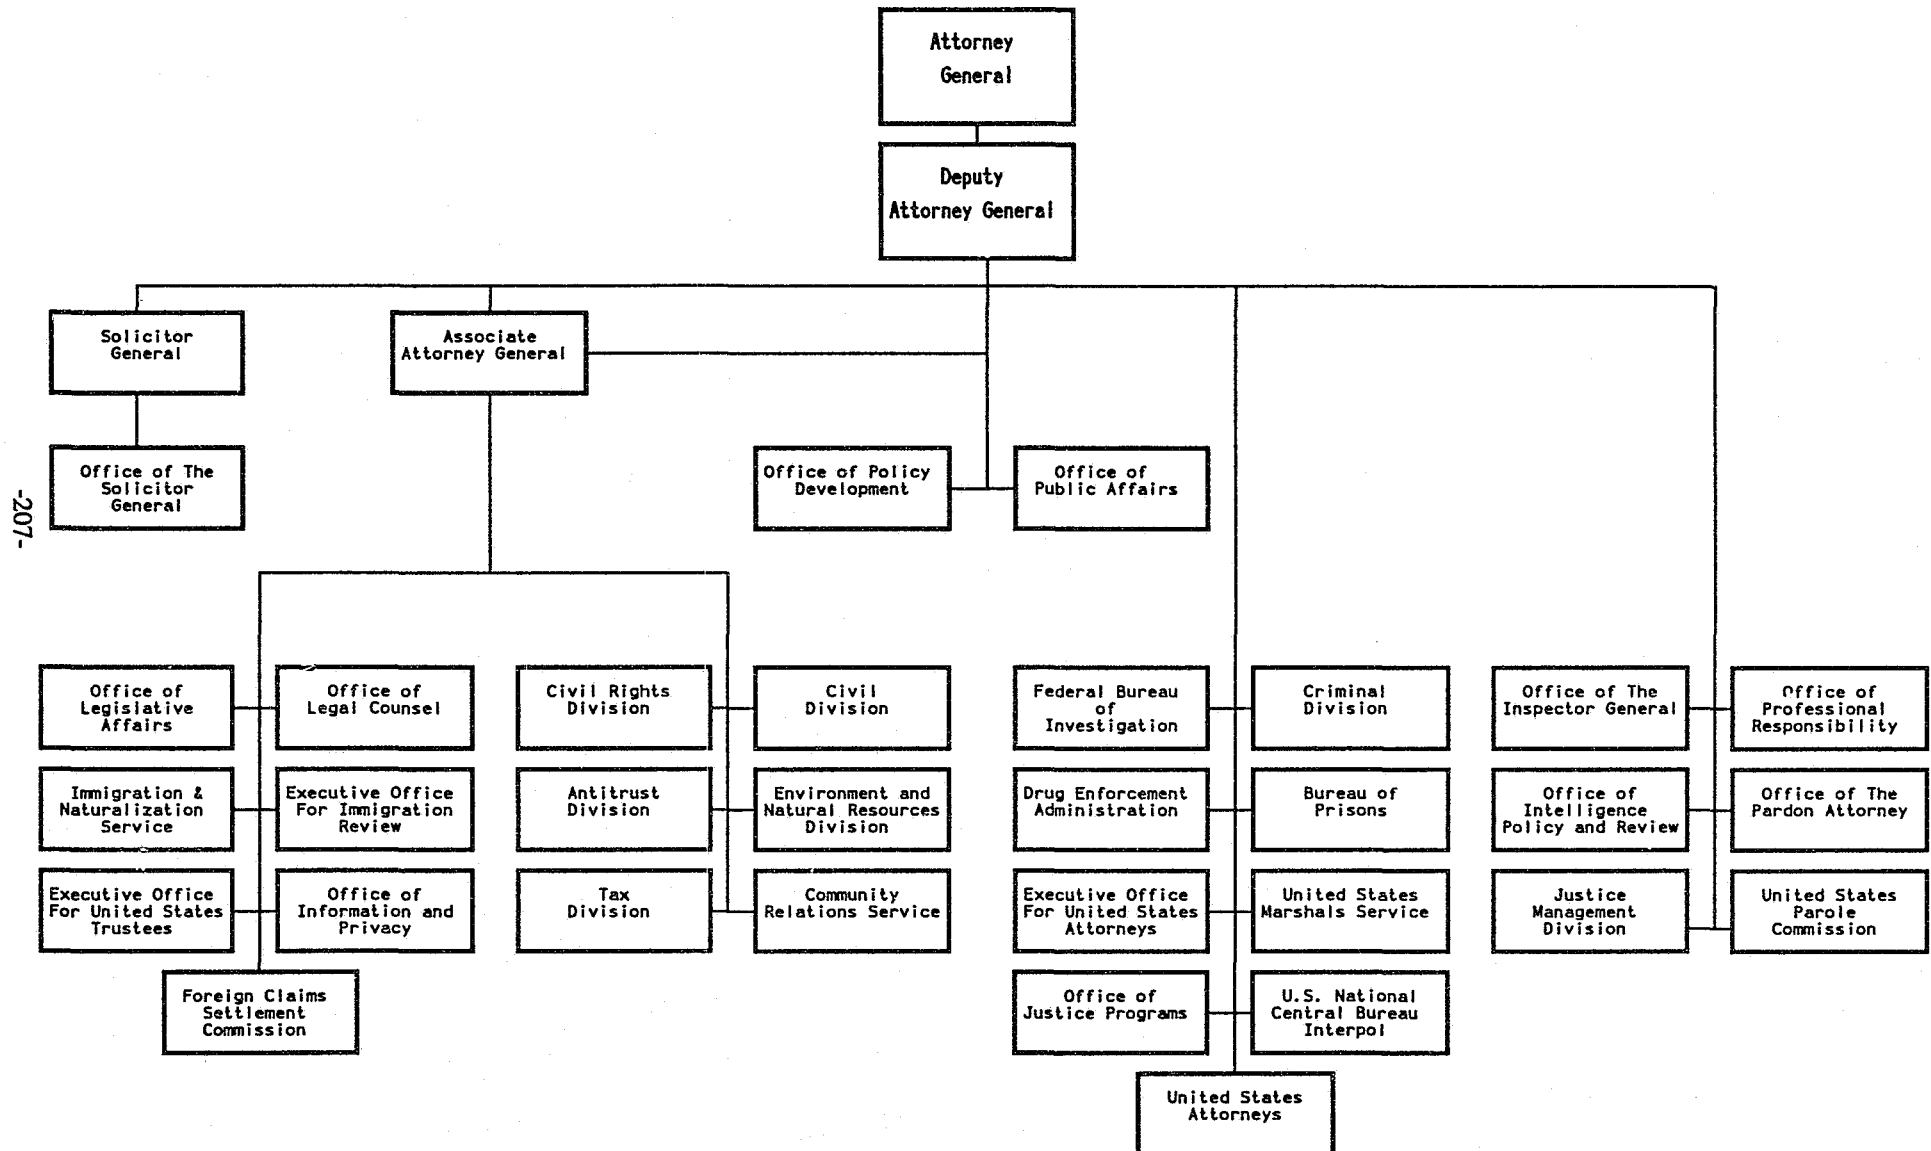 Attorney
General
Deputy
Attorney General
Solicitor
General
Associate
Attorney General
Office of The
Solicitor
General
Office of Policy
Development
Office of
Public Affairs
-207-
Office of
Legislative
Affairs
Office of
Legal Counsel
Civil Rights
Division
Civil
Division
Federal Bureau
of
Investigation
Criminal
Division
Office of The
Inspector General
Office of
Professional
Responsibility
Immigration &
Naturalization
Service
Executive Office
For Immigration
Review
Antitrust
Division
Environment and
Natural Resources
Division
Drug Enforcement
Administration
Bureau of
Prisons
Office of
Intelligence
Policy and Review
Office of The
Pardon Attorney
Executive Office
For United States
Trustees
Office of
Information and
Privacy
Tax
Division
Community
Relations Service
Executive Office
For United States
Attorneys
United States
Marshals Service
Justice
Management
Division
United States
Parole
Commission
Foreign Claims
Settlement
Commission
Office of
Justice Programs
U.S. National
Central Bureau
Interpol
United States
Attorneys